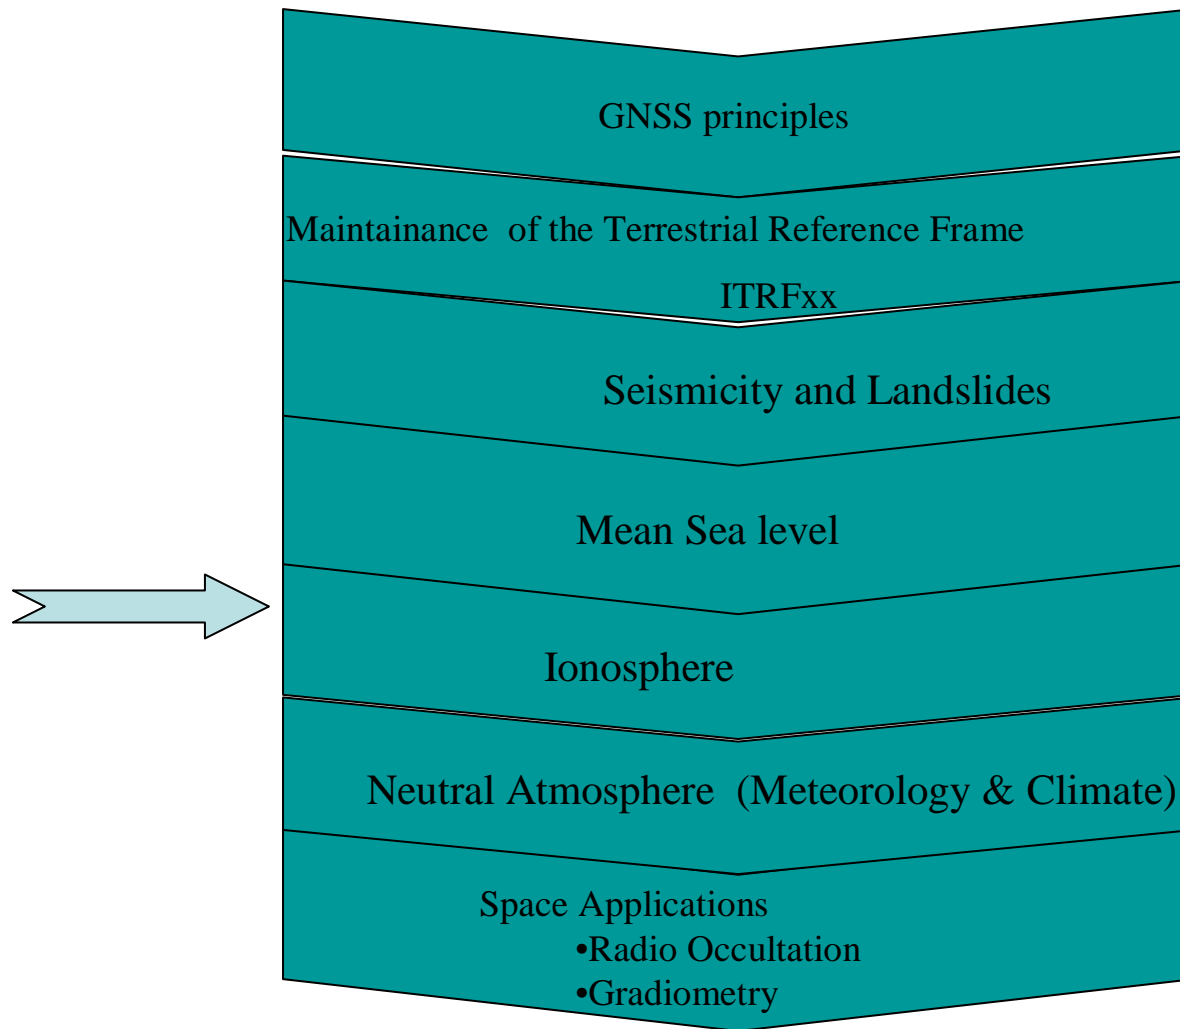 GNSS principles
Maintainance of the Terrestrial Reference Frame
ITRFxx
Seismicity and Landslides
Mean Sea level
Ionosphere
Neutral Atmosphere (Meteorology & Climate)
Space Applications
•Radio Occultation
•Gradiometry